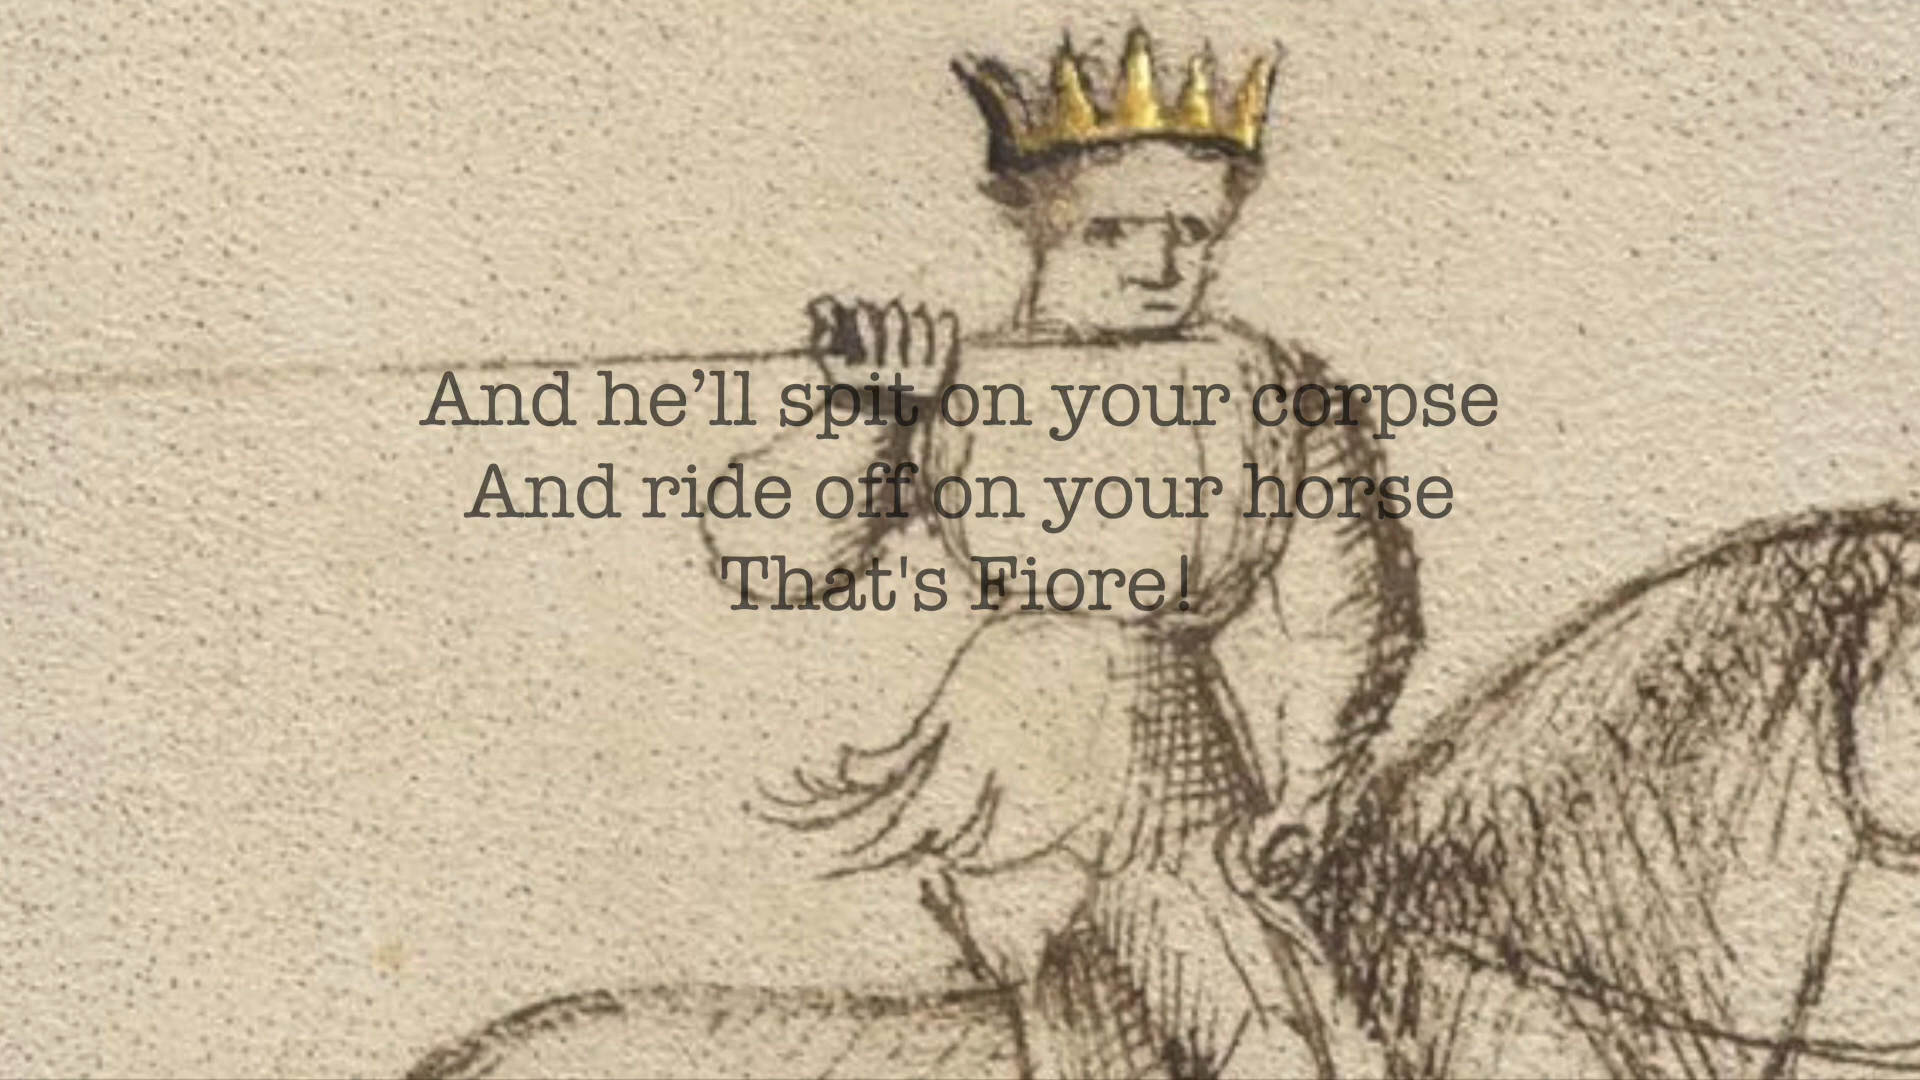 And he’ll spit on your corpse
And ride off on your horse
That's Fiore!